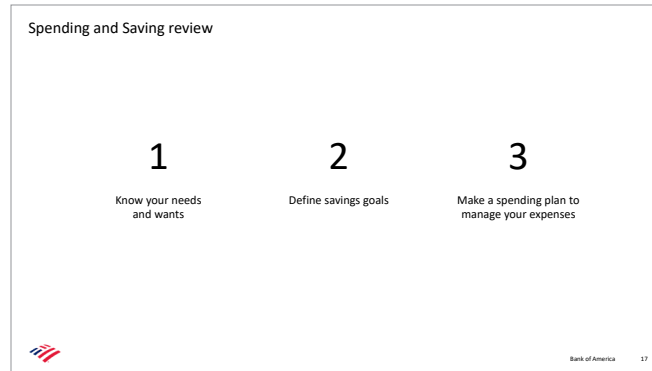 Spending and Saving review
1
Know your needs
and wants
2
Define savings goals
3
Make a spending plan to
manage your expenses
Bank of America 17